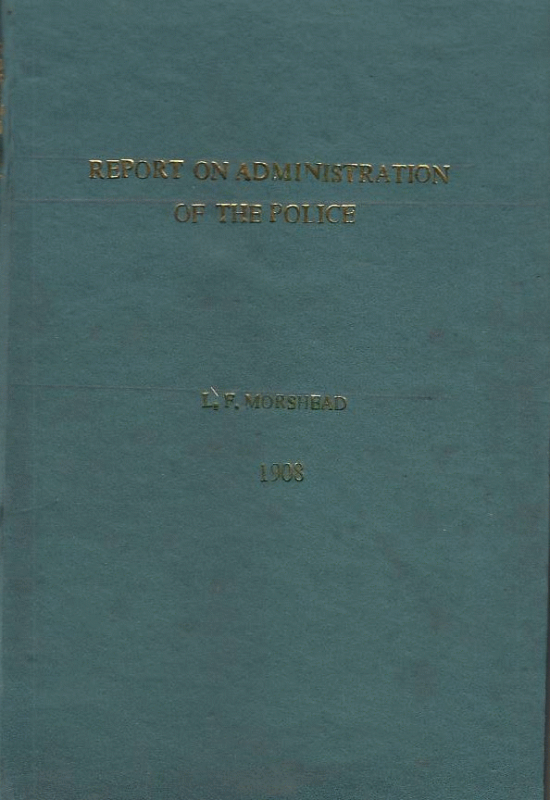 REPORT ON ADMINISTRATION
OF THE POLICE
L. F. MORSHEAD
1908